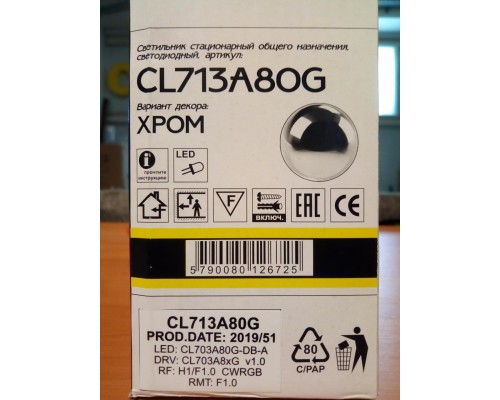 Светильник стационарный общего назначения,
светодиодный, артикул:
CL713A80G
Вариант декора:
ХРОМ
прочтите
инструкцию
LED
F
ВКЛЮЧ.
EAC
CE
5790080 126725
CL713A80G
PROD.DATE: 2019/51
LED: CL703A80G-DB-A
DRV: CL703A8xG v1.0
RF: H1/F1.0 CWRGB
RMT: F1.0
80
C/PAP